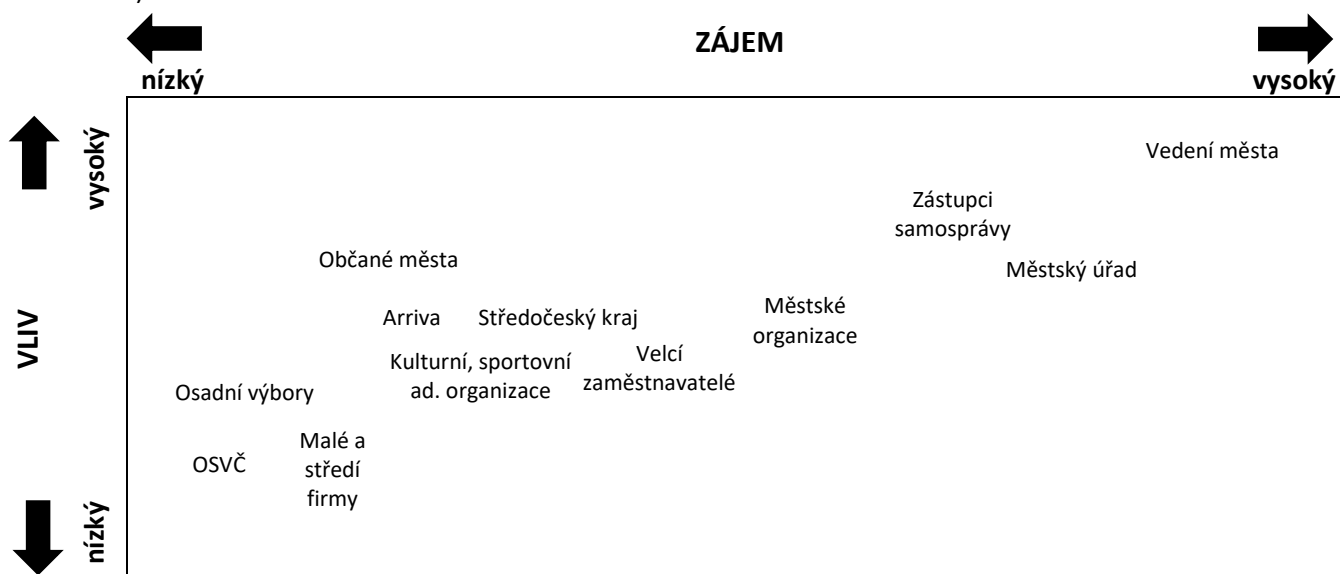 ZÁJEM
nízký
vysoký
vysoký
Vedení města
Zástupci
samosprávy
Občané města
Městský úřad
VLIV
Arriva
Středočeský kraj
Městské
organizace
Kulturní, sportovní
ad. organizace
Velcí
zaměstnavatelé
Osadní výbory
OSVČ
Malé a
středí
firmy
nízký